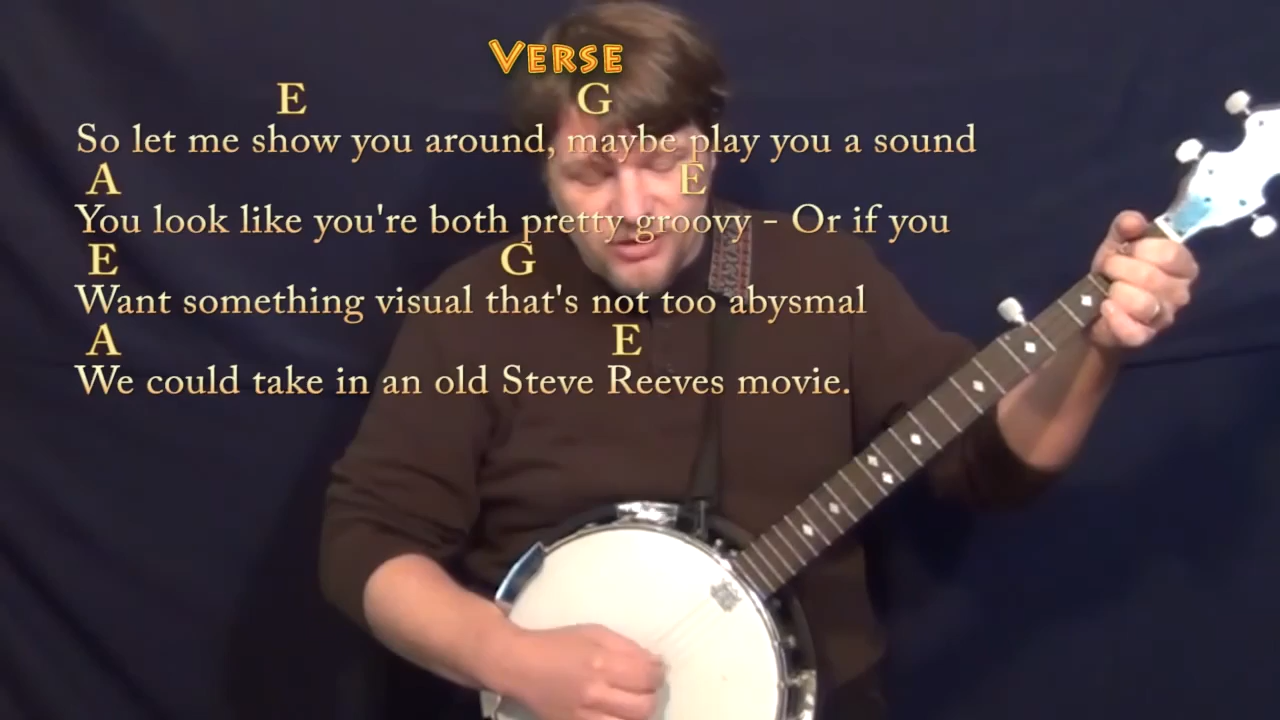 VERSE
E G
So let me show you around, maybe play you a sound
A E
You look like you're both pretty groovy - Or if you
E G
Want something visual that's not too abysmal
A E
We could take in an old Steve Reeves movie.